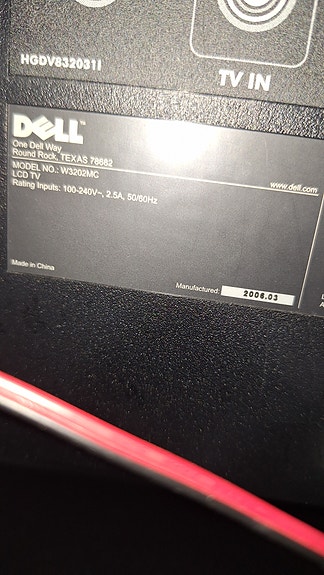 HGDV832031I
TV IN
DELL™
One Dell Way
Round Rock, TEXAS 78682
MODEL NO.: W3202MC
www.dell.com
LCD TV
Rating Inputs: 100-240V~, 2.5A, 50/60Hz
Made in China
Manufactured: 2006.03